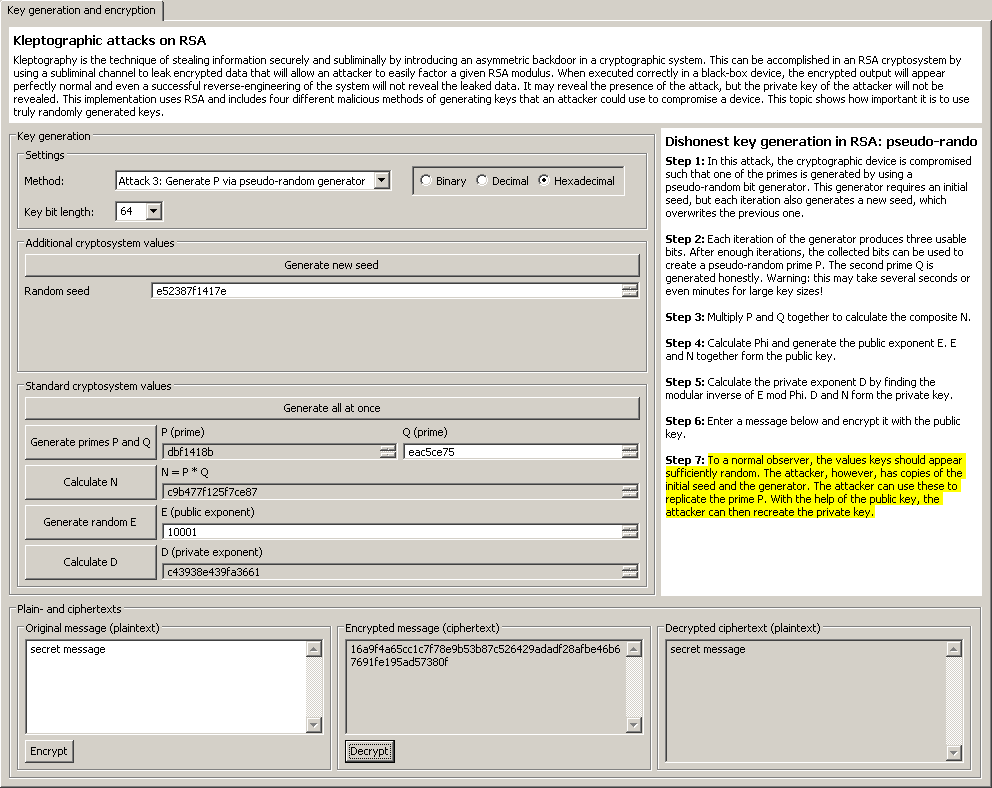 Key generation and encryption
Kleptographic attacks on RSA
Kleptography is the technique of stealing information securely and subliminally by introducing an asymmetric backdoor in a cryptographic system. This can be accomplished in an RSA cryptosystem by
using a subliminal channel to leak encrypted data that will allow an attacker to easily factor a given RSA modulus. When executed correctly in a black-box device, the encrypted output will appear
perfectly normal and even a successful reverse-engineering of the system will not reveal the leaked data. It may reveal the presence of the attack, but the private key of the attacker will not be
revealed. This implementation uses RSA and includes four different malicious methods of generating keys that an attacker could use to compromise a device. This topic shows how important it is to use
truly randomly generated keys.
Key generation
Settings
Method:
Attack 3: Generate P via pseudo-random generator
Binary
Decimal
Hexadecimal
Key bit length:
64
Additional cryptosystem values
Generate new seed
Random seed
e52387f1417e
Standard cryptosystem values
Generate all at once
Generate primes P and Q
P (prime)
dbf1418b
Q (prime)
eac5ce75
Calculate N
N = P * Q
c9b477f125f7ce87
Generate random E
E (public exponent)
10001
Calculate D
D (private exponent)
c43938e439fa3661
Dishonest key generation in RSA: pseudo-rando
Step 1: In this attack, the cryptographic device is compromised
such that one of the primes is generated by using a
pseudo-random bit generator. This generator requires an initial
seed, but each iteration also generates a new seed, which
overwrites the previous one.
Step 2: Each iteration of the generator produces three usable
bits. After enough iterations, the collected bits can be used to
create a pseudo-random prime P. The second prime Q is
generated honestly. Warning: this may take several seconds or
even minutes for large key sizes!
Step 3: Multiply P and Q together to calculate the composite N.
Step 4: Calculate Phi and generate the public exponent E. E
and N together form the public key.
Step 5: Calculate the private exponent D by finding the
modular inverse of E mod Phi. D and N form the private key.
Step 6: Enter a message below and encrypt it with the public
key.
Step 7: To a normal observer, the values keys should appear
sufficiently random. The attacker, however, has copies of the
initial seed and the generator. The attacker can use these to
replicate the prime P. With the help of the public key, the
attacker can then recreate the private key.
Plain- and ciphertexts
Original message (plaintext)
secret message
Encrypt
Encrypted message (ciphertext)
16a9f4a65cc1c7f78e9b53b87c526429adadf28afbe46b6
7691fe195ad57380f
Decrypt
Decrypted ciphertext (plaintext)
secret message